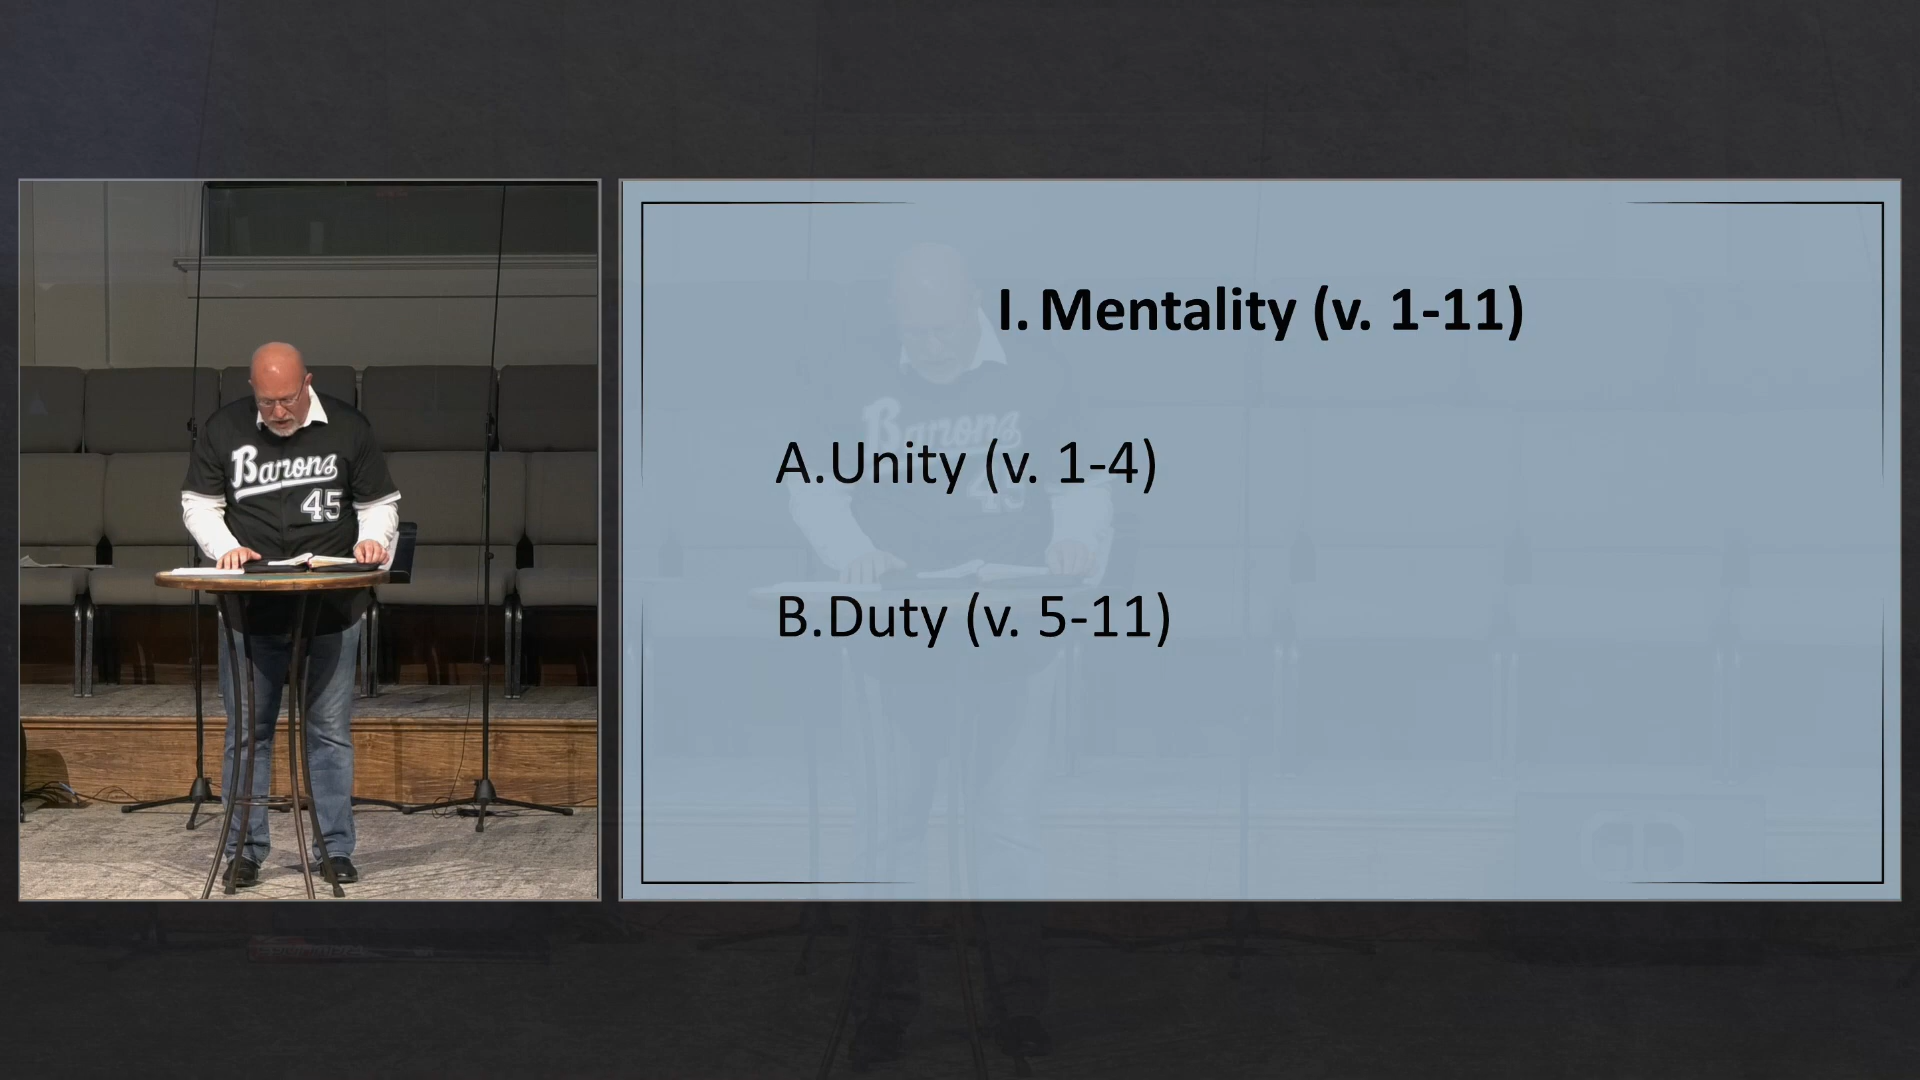 Barons
45
I. Mentality (v. 1-11)
A.Unity (v. 1-4)
B.Duty (v. 5-11)